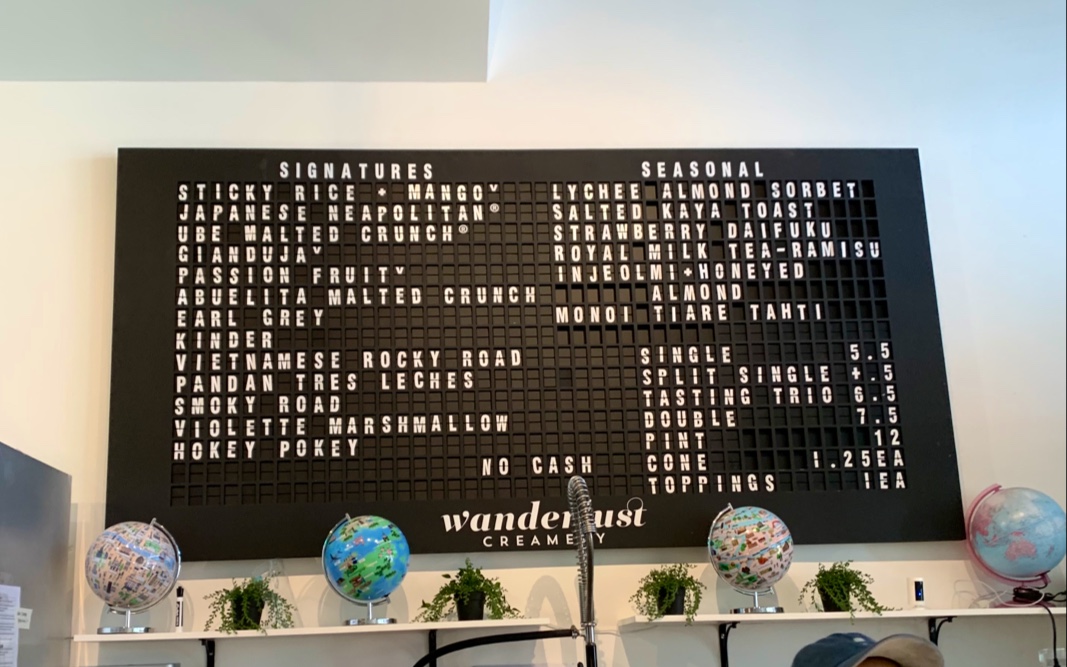 SIGNATURES
STICKY RICE + MANGOᵛ
JAPANESE NEAPOLITAN®
UBE MALTED CRUNCH®
GIANDUJAᵛ
PASSION FRUITᵛ
ABUELITA MALTED CRUNCH
EARL GREY
KINDER
VIETNAMESE ROCKY ROAD
PANDAN TRES LECHES
SMOKY ROAD
VIOLETTE MARSHMALLOW
HOKEY POKEY
NO CASH
SEASONAL
LYCHEE ALMOND SORBET
SALTED KAYA TOAST
STRAWBERRY DAIFUKU
ROYAL MILK TEA-RAMISU
INJEOLMI+HONEYED
ALMOND
MONOI TIARE TAHTI
SINGLE 5.5
SPLIT SINGLE +.5
TASTING TRIO 6.5
DOUBLE 7.5
PINT 12
CONE 1.25EA
TOPPINGS 1EA
wanderlust
CREAMERY